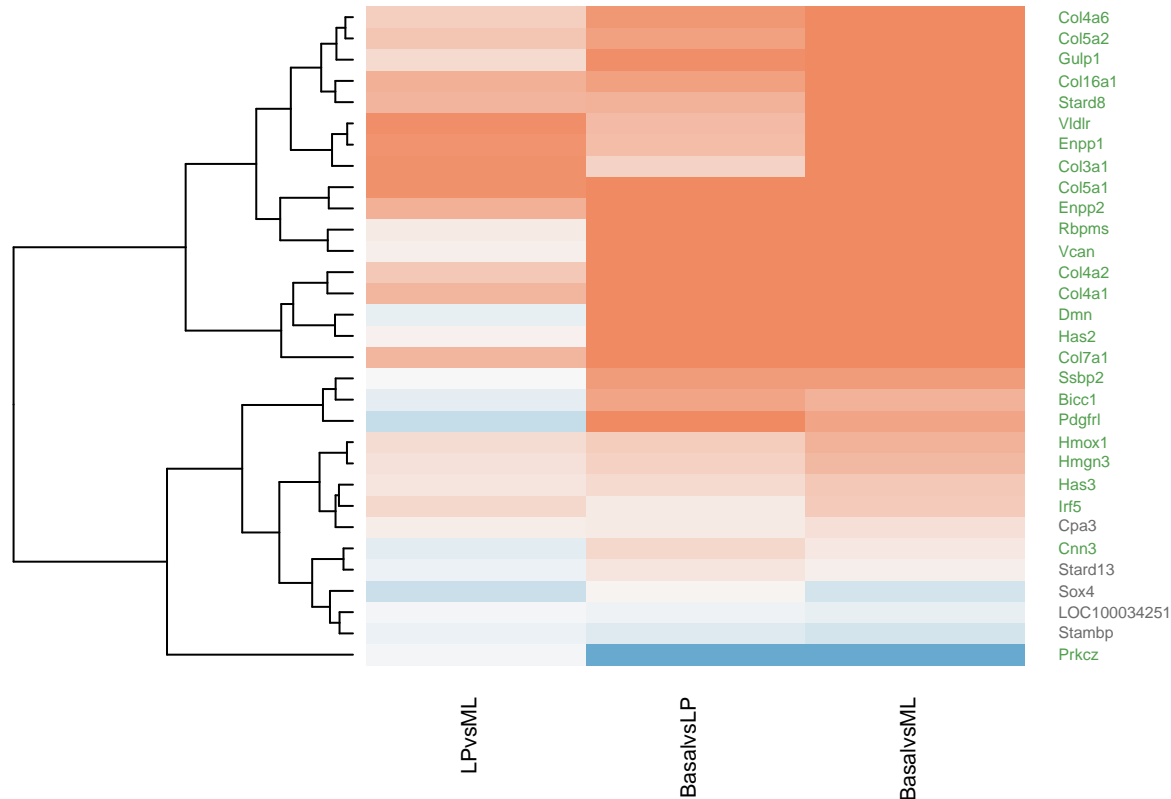 Col4a6
Col5a2
Gulp1
Col16a1
Stard8
Vldlr
Enpp1
Col3a1
Col5a1
Enpp2
Rbpms
Vcan
Col4a2
Col4a1
Dmn
Has2
Col7a1
Ssbp2
Bicc1
Pdgfrl
Hmox1
Hmgn3
Has3
Irf5
Cpa3
Cnn3
Stard13
Sox4
LOC100034251
Stambp
Prkcz
LPvsML
BasalvsLP
BasalvsML